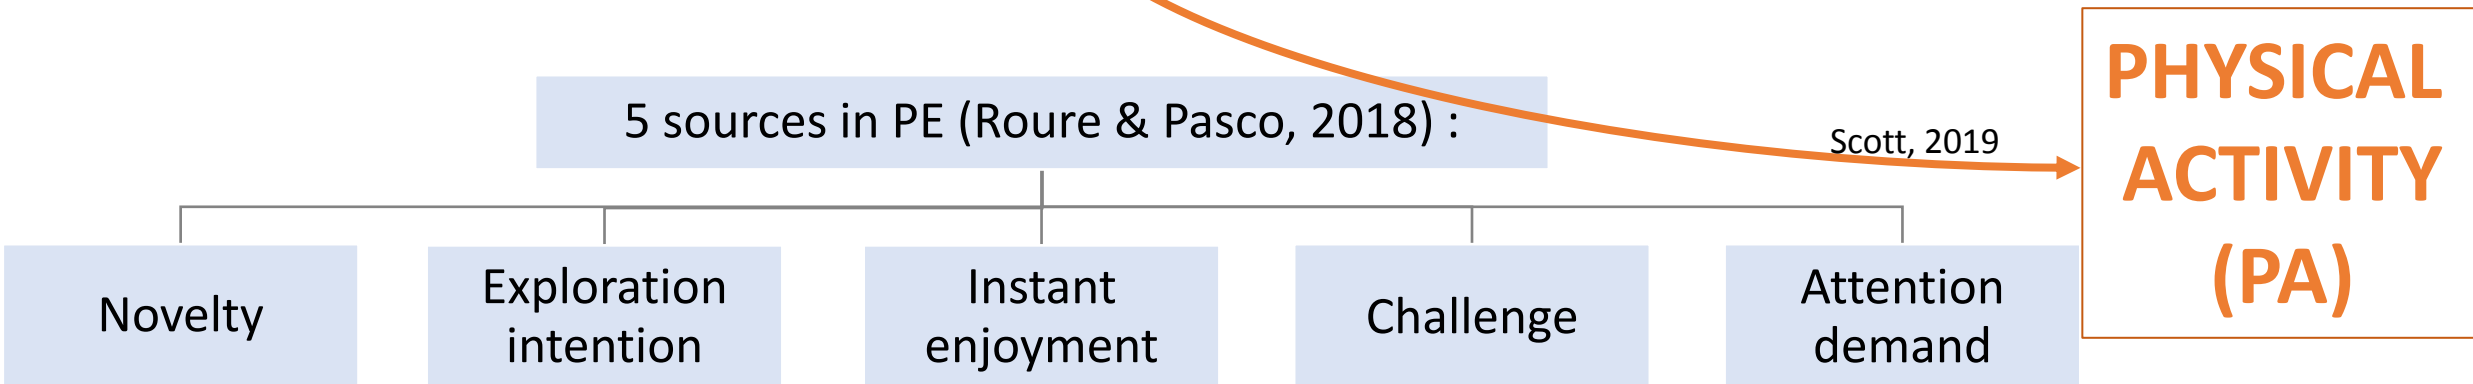 5 sources in PE (Roure & Pasco, 2018) :
Scott, 2019
PHYSICAL
ACTIVITY
(PA)
Novelty
Exploration
intention
Instant
enjoyment
Challenge
Attention
demand